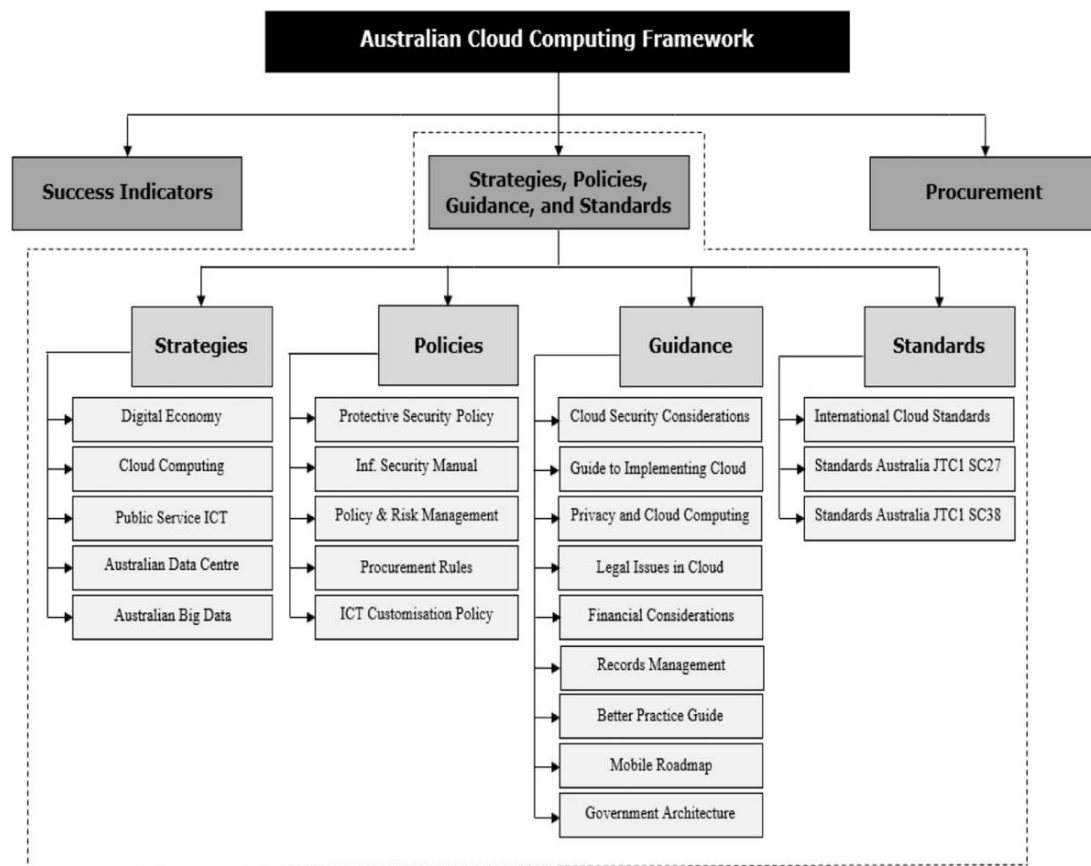 Australian Cloud Computing Framework
Success Indicators
Strategies, Policies,
Guidance, and Standards
Procurement
Strategies
Digital Economy
Cloud Computing
Public Service ICT
Australian Data Centre
Australian Big Data
Policies
Protective Security Policy
Inf. Security Manual
Policy & Risk Management
Procurement Rules
ICT Customisation Policy
Guidance
Cloud Security Considerations
Guide to Implementing Cloud
Privacy and Cloud Computing
Legal Issues in Cloud
Financial Considerations
Records Management
Better Practice Guide
Mobile Roadmap
Government Architecture
Standards
International Cloud Standards
Standards Australia JTC1 SC27
Standards Australia JTC1 SC38